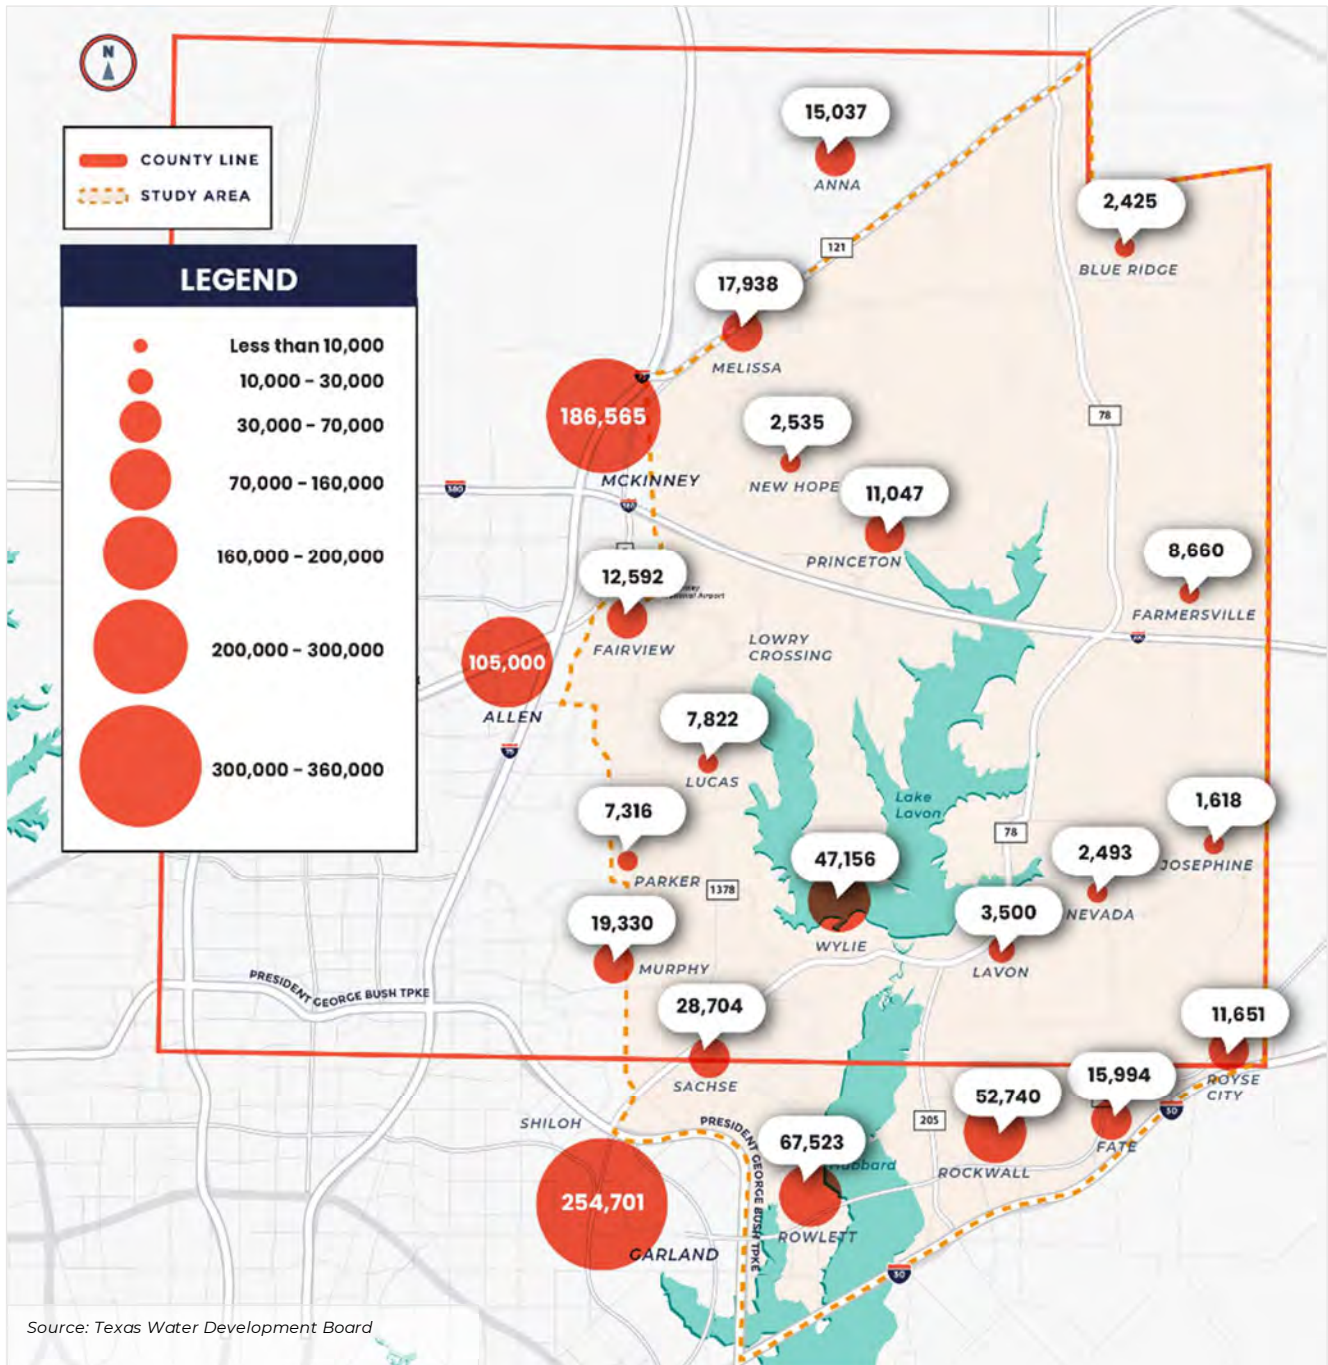 N
COUNTY LINE
STUDY AREA
LEGEND
Less than 10,000
10,000 - 30,000
30,000 - 70,000
70,000 - 160,000
160,000 - 200,000
200,000 - 300,000
300,000 - 360,000
15,037
ANNA
2,425
BLUE RIDGE
121
17,938
MELISSA
75
186,565
MCKINNEY
78
2,535
NEW HOPE
11,047
PRINCETON
380
8,660
FARMERSVILLE
12,592
FAIRVIEW
LOWRY
CROSSING
105,000
ALLEN
75
7,822
LUCAS
Lake
Lavon
7,316
PARKER
1378
78
1,618
JOSEPHINE
2,493
NEVADA
47,156
WYLIE
3,500
LAVON
19,330
MURPHY
PRESIDENT GEORGE BUSH TPKE
28,704
SACHSE
11,651
ROYSE
CITY
15,994
FATE
30
52,740
ROCKWALL
205
SHILOH
PRESIDENT GEORGE BUSH TPKE
67,523
Hubbard
ROWLETT
254,701
GARLAND
30
Source: Texas Water Development Board